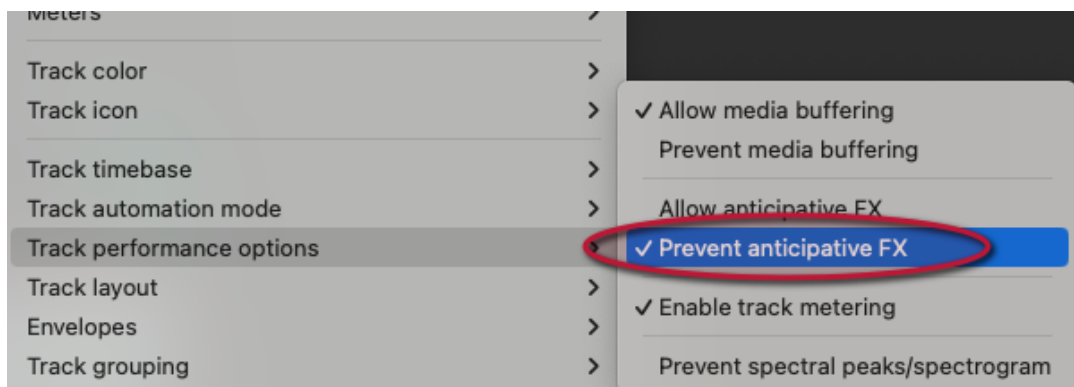 Meters
Track color
Track icon
Track timebase
Track automation mode
Track performance options
Track layout
Envelopes
Track grouping
Allow media buffering
Prevent media buffering
Allow anticipative FX
Prevent anticipative FX
Enable track metering
Prevent spectral peaks/spectrogram